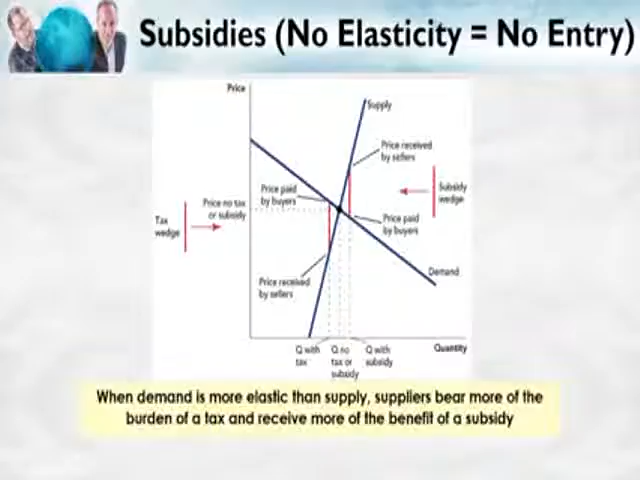 Subsidies (No Elasticity = No Entry)
Price
Supply
Price received
by sellers
Price paid
by buyers
Subsidy
wedge
Price no tax
or subsidy
Tax
wedge
Price paid
by buyers
Demand
Price received
by sellers
Q with
tax
Q no
tax or
subsidy
Q with
subsidy
Quantity
When demand is more elastic than supply, suppliers bear more of the
burden of a tax and receive more of the benefit of a subsidy